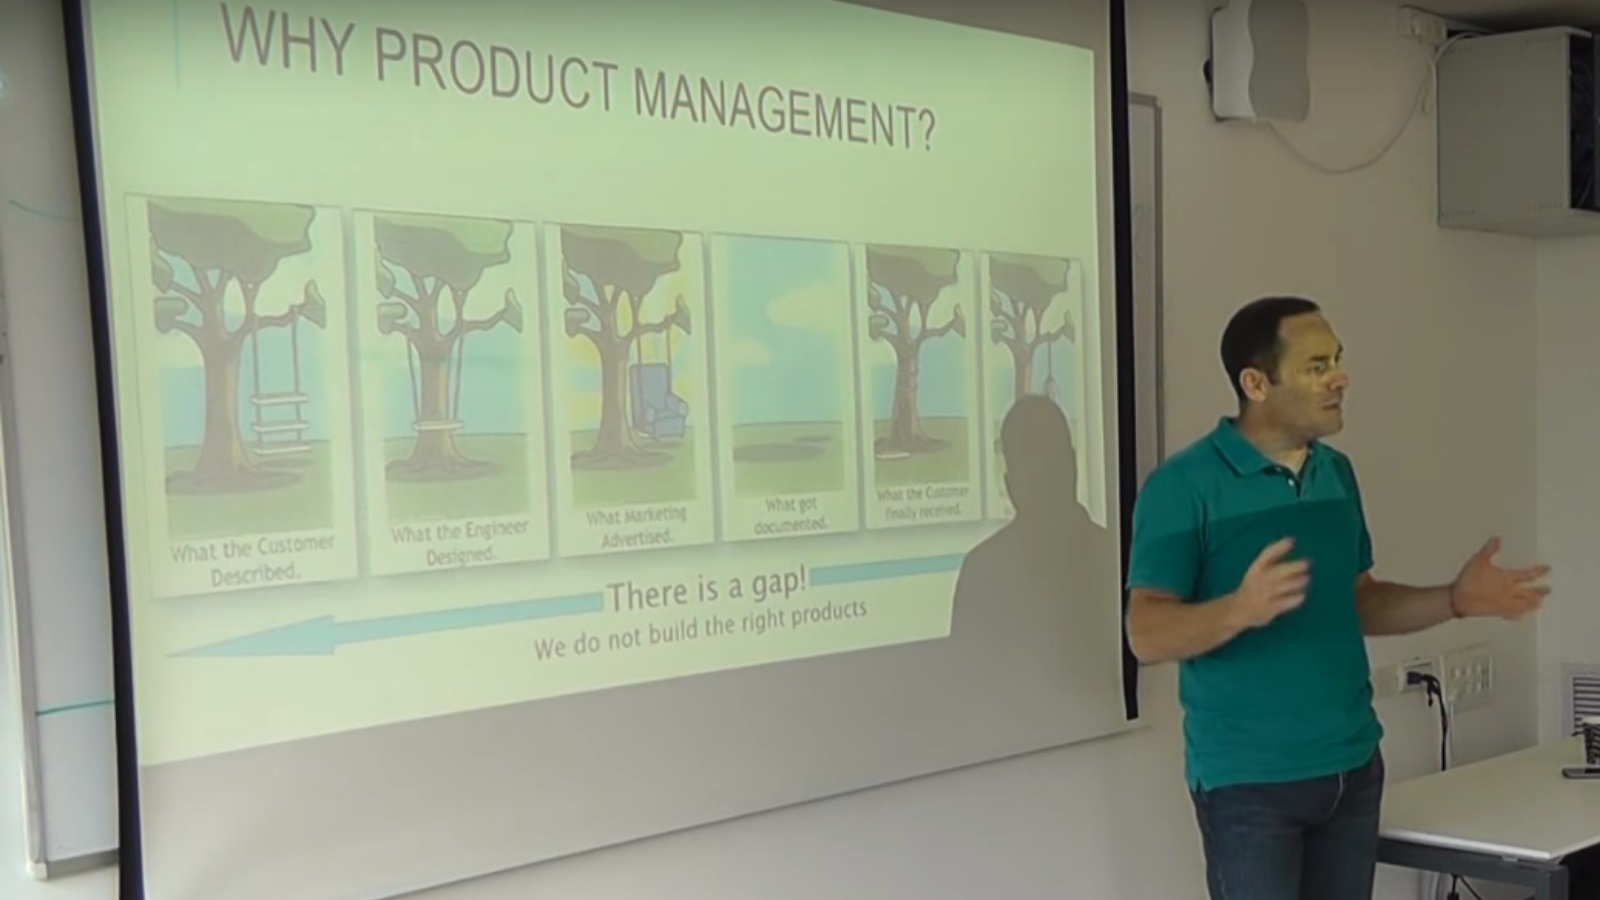 WHY PRODUCT MANAGEMENT?
What the Customer
Described.
What the Engineer
Designed.
What Marketing
Advertised.
What got
documented.
What the Customer
finally received.
There is a gap!
We do not build the right products